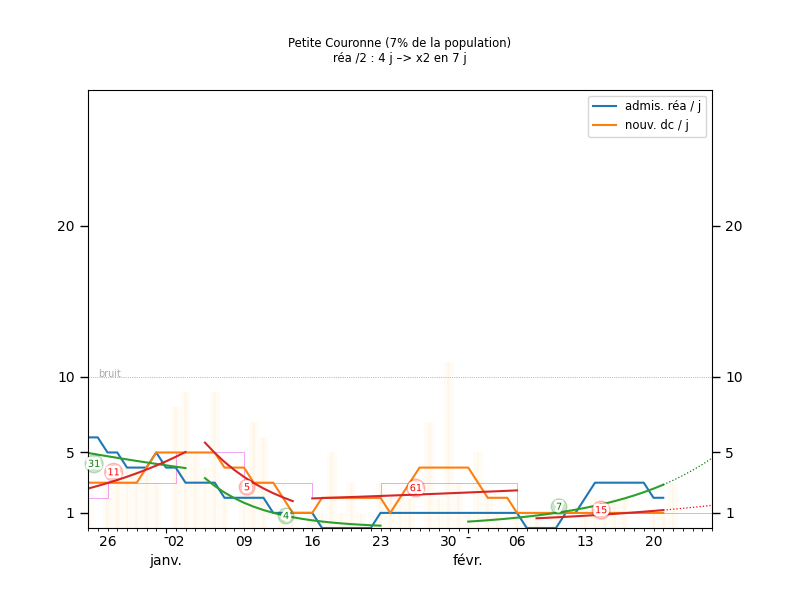 Petite Couronne (7% de la population)
réa /2 : 4 j –> x2 en 7 j
admis. réa / j
nouv. dc / j
20 20
bruit
10 10
5 5
31 11 5 4 61 7 15
1 1
26 02 09 16 23 30 06 13 20
janv. févr.